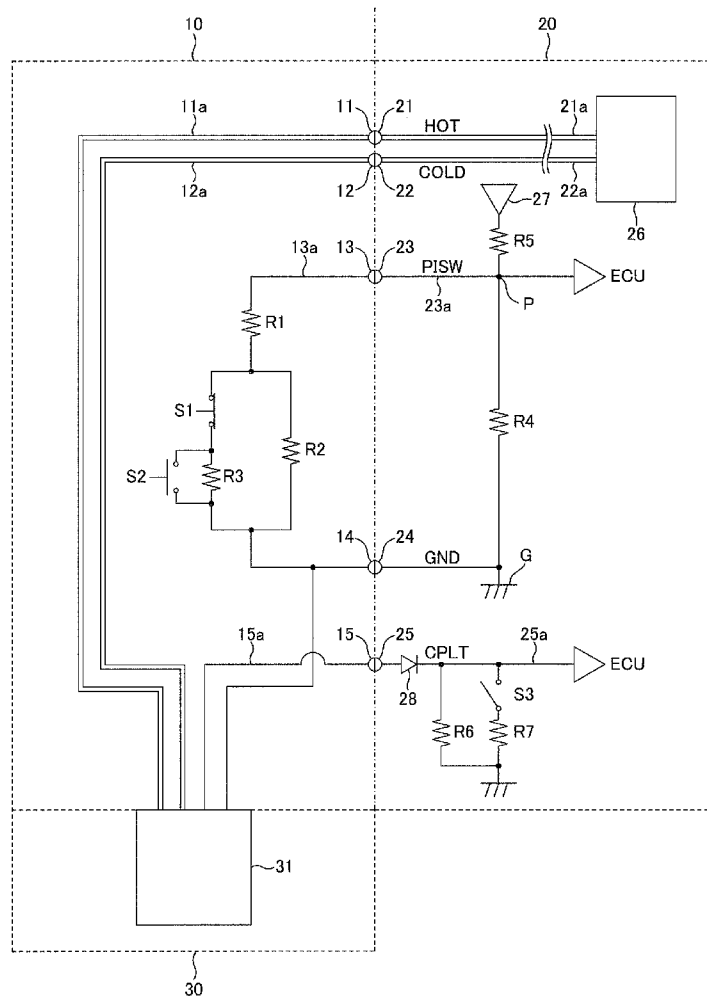 10 20
11a 11 21 HOT 21a
12a 12 22 COLD 22a
27 26
R5
13a 13 23 PISW ECU
23a P
R1
S1
R2 R4
S2 R3
14 24 GND G
15a 15 25 CPLT 25a
ECU
28 S3
R6 R7
31
30